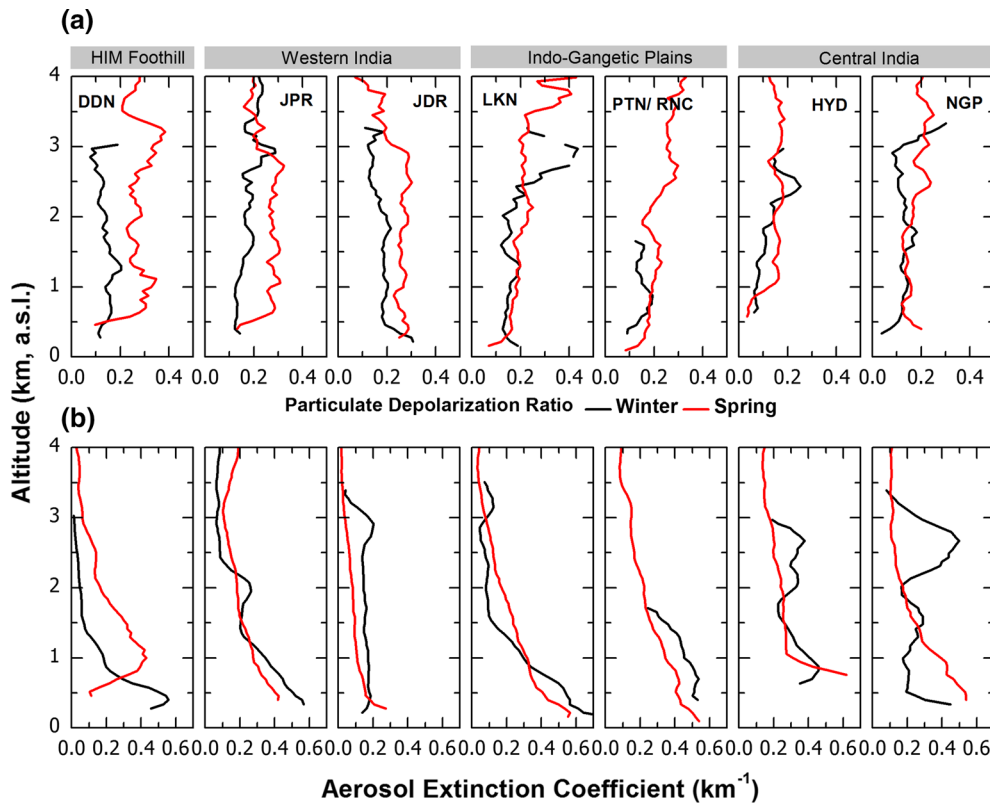 (a)
HIM Foothill Western India Indo-Gangetic Plains Central India
4 DDN JPR JDR LKN PTN/ RNC HYD NGP
3
2
1
0
0.0 0.2 0.4 0.0 0.2 0.4 0.0 0.2 0.4 0.0 0.2 0.4 0.0 0.2 0.4 0.0 0.2 0.4 0.0 0.2 0.4
Particulate Depolarization Ratio Winter Spring
(b)
Altitude (km, a.s.l.)
4
3
2
1
0
0.0 0.2 0.4 0.6 0.0 0.2 0.4 0.6 0.0 0.2 0.4 0.6 0.0 0.2 0.4 0.6 0.0 0.2 0.4 0.6 0.0 0.2 0.4 0.6 0.0 0.2 0.4 0.6
Aerosol Extinction Coefficient (km⁻¹)